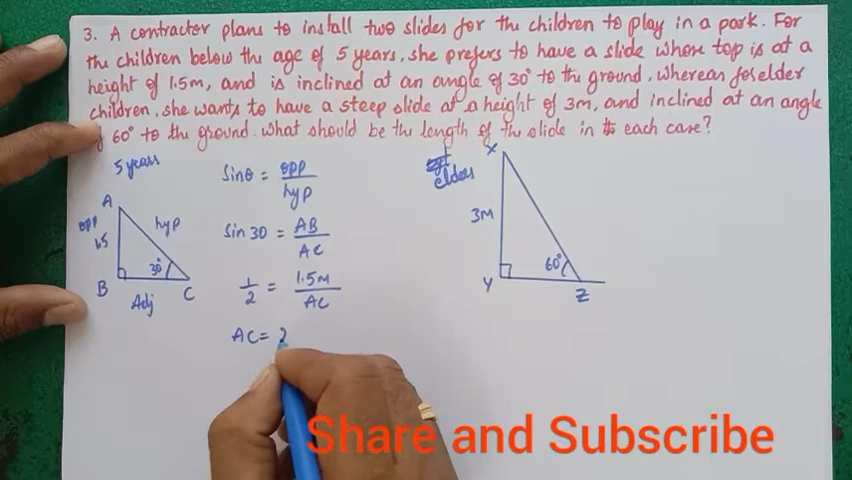 3. A contractor plans to install two slides for the children to play in a park. For
the children below the age of 5 years, she prefers to have a slide whose top is at a
height of 1.5m, and is inclined at an angle of 30° to the ground, whereas for elder
children, she wants to have a steep slide at a height of 3m, and inclined at an angle
60° to the ground. What should be the length of the slide in each case?
5 years
A
opp
1.5
hyp
30°
B
Adj
C
Sinθ = opp
hyp
Sin 30 = AB
AC
1/2 = 1.5m
AC
AC = 2
elders
X
3M
60°
Y
Z
Share and Subscribe